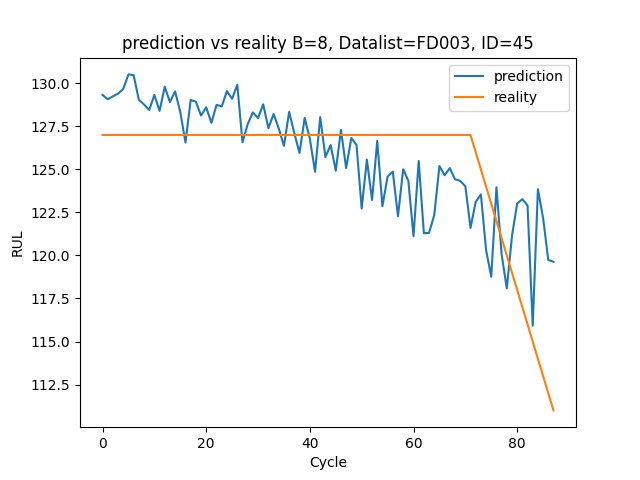 prediction vs reality B=8, Datalist=FD003, ID=45
prediction
reality
130.0
127.5
125.0
122.5
120.0
117.5
115.0
112.5
RUL
0 20 40 60 80
Cycle